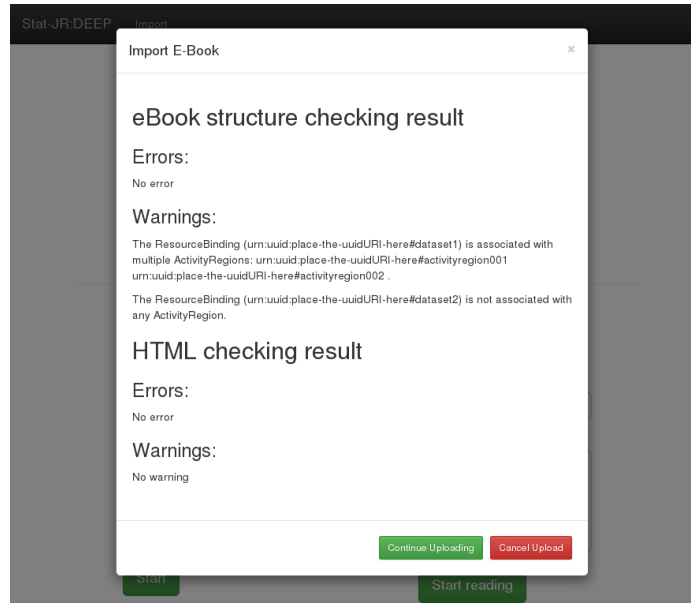 Stat-JR:DEEP Import
Import E-Book ×
eBook structure checking result
Errors:
No error
Warnings:
The ResourceBinding (urn:uuid:place-the-uuidURI-here#dataset1) is associated with
multiple ActivityRegions: urn:uuid:place-the-uuidURI-here#activityregion001
urn:uuid:place-the-uuidURI-here#activityregion002 .
The ResourceBinding (urn:uuid:place-the-uuidURI-here#dataset2) is not associated with
any ActivityRegion.
HTML checking result
Errors:
No error
Warnings:
No warning
Continue Uploading Cancel Upload
Start Start reading